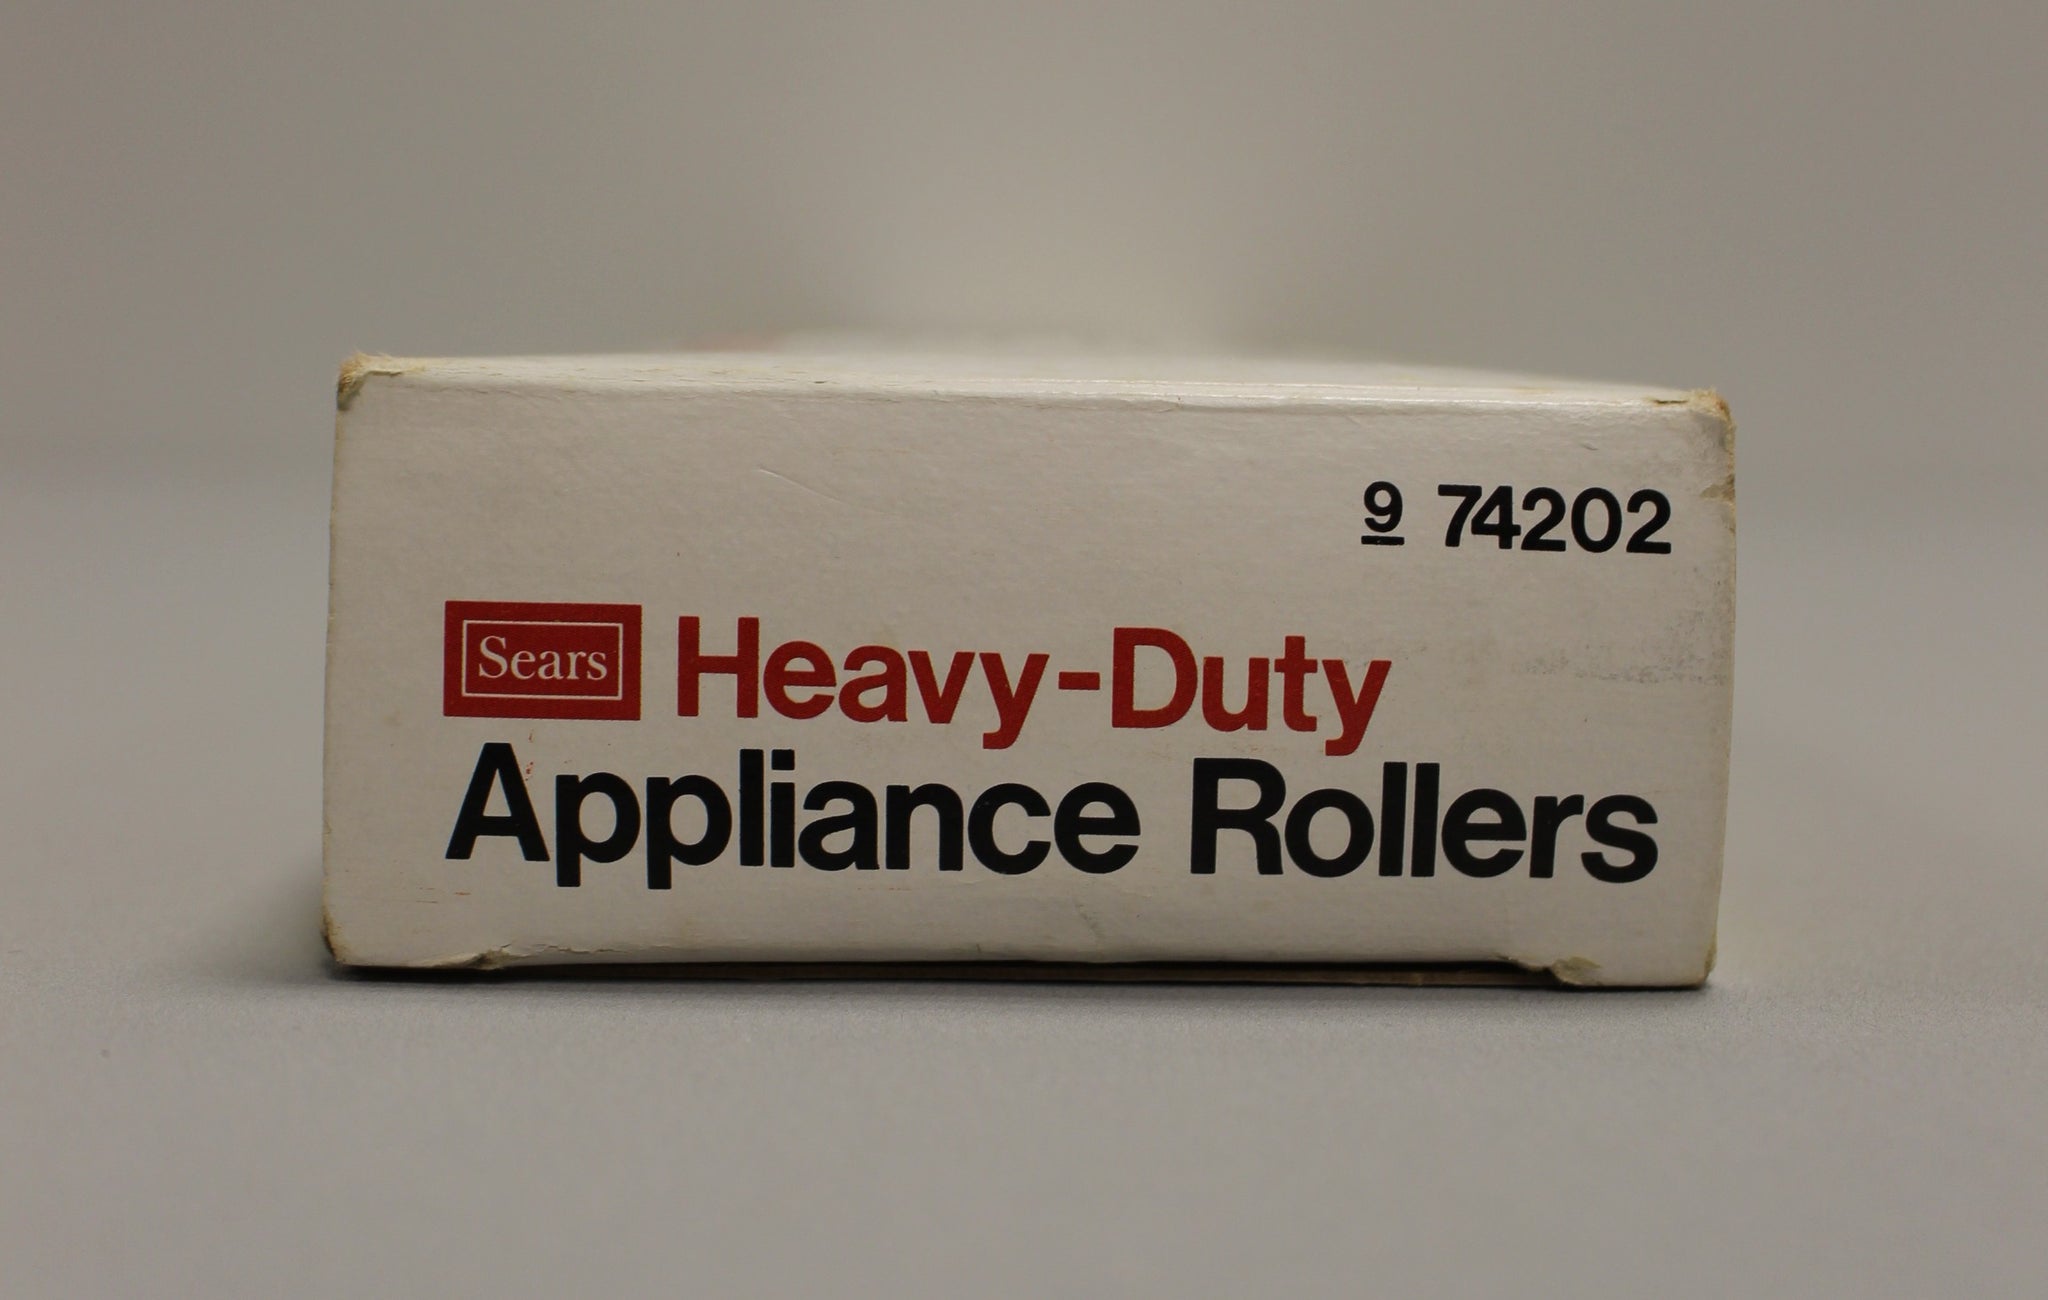 9 74202
Sears Heavy-Duty
Appliance Rollers